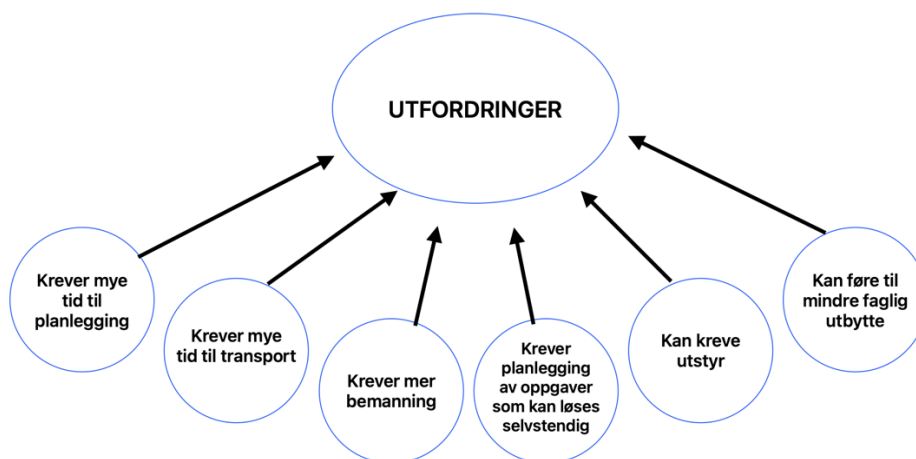 UTFORDRINGER
Krever mye
tid til
planlegging
Krever mye
tid til transport
Krever mer
bemanning
Krever
planlegging
av oppgaver
som kan løses
selvstendig
Kan kreve
utstyr
Kan føre til
mindre faglig
utbytte